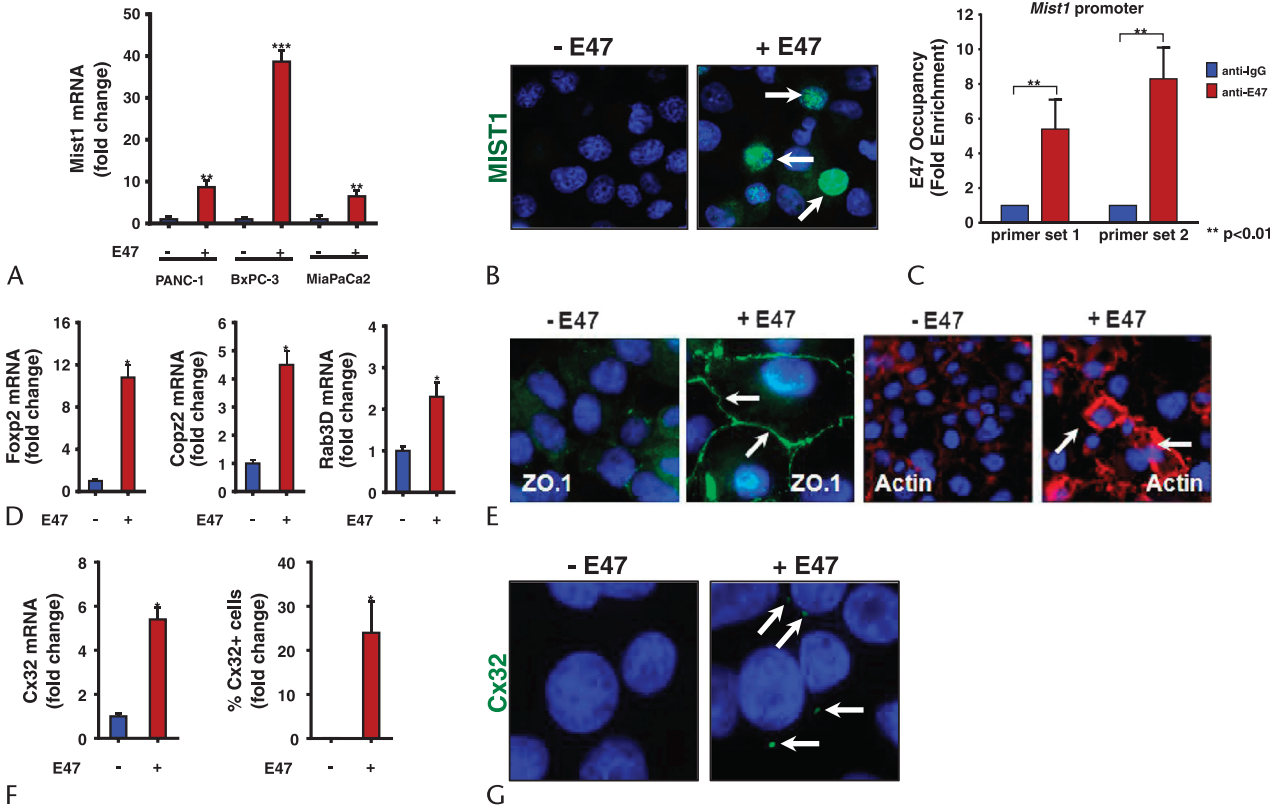 Mist1 mRNA
(fold change)
50
40
30
20
10
0
** *** **
E47 - + - + - +
PANC-1 BxPC-3 MiaPaCa2
A
- E47 + E47
MIST1
B
Mist1 promoter
E47 Occupancy
(Fold Enrichment)
12
10
8
6
4
2
0
** **
primer set 1 primer set 2
anti-IgG
anti-E47
** p<0.01
C
Foxp2 mRNA
(fold change)
16
12
8
4
0
*
E47 - +
Copz2 mRNA
(fold change)
6
5
4
3
2
1
0
*
E47 - +
Rab3D mRNA
(fold change)
4
3
2
1
0
*
E47 - +
D
- E47 + E47 - E47 + E47
ZO.1 ZO.1 Actin Actin
E
Cx32 mRNA
(fold change)
8
6
4
2
0
*
E47 - +
% Cx32+ cells
(fold change)
40
30
20
10
0
*
E47 - +
F
- E47 + E47
Cx32
G